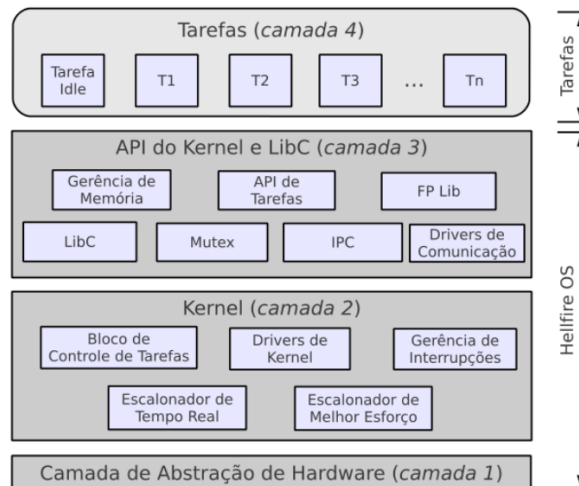 Tarefas (camada 4)
Tarefa
Idle
T1
T2
T3
...
Tn
Tarefas
API do Kernel e LibC (camada 3)
Gerência de
Memória
API de
Tarefas
FP Lib
LibC
Mutex
IPC
Drivers de
Comunicação
Hellfire OS
Kernel (camada 2)
Bloco de
Controle de Tarefas
Drivers de
Kernel
Gerência de
Interrupções
Escalonador de
Tempo Real
Escalonador de
Melhor Esforço
Camada de Abstração de Hardware (camada 1)